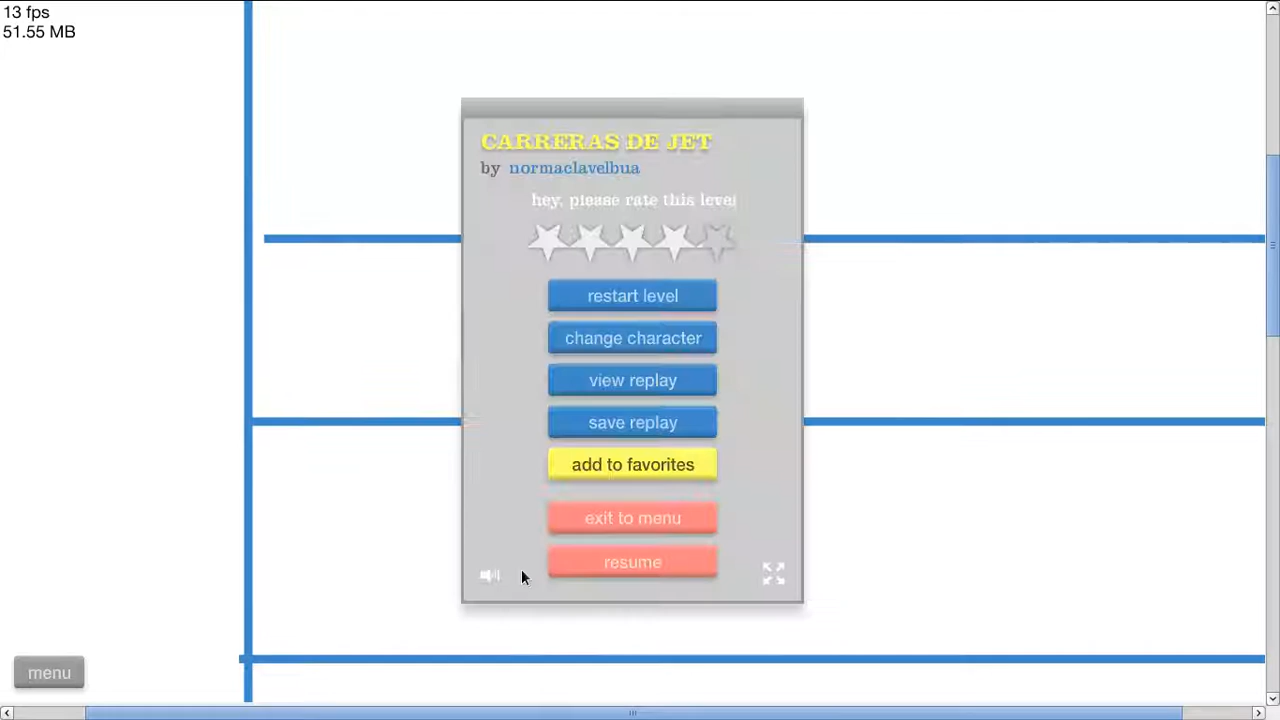 13 fps
51.55 MB
CARRERAS DE JET
by normaclavelbua
hey, please rate this level
restart level
change character
view replay
save replay
add to favorites
exit to menu
resume
menu